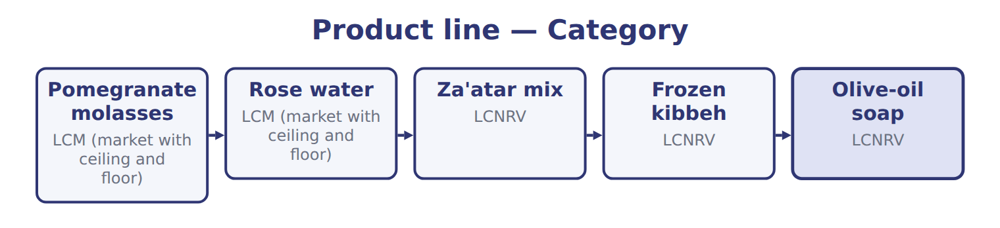 Product line — Category
Pomegranate
molasses
LCM (market with
ceiling and
floor)
Rose water
LCM (market with
ceiling and
floor)
Za'atar mix
LCNRV
Frozen
kibbeh
LCNRV
Olive-oil
soap
LCNRV